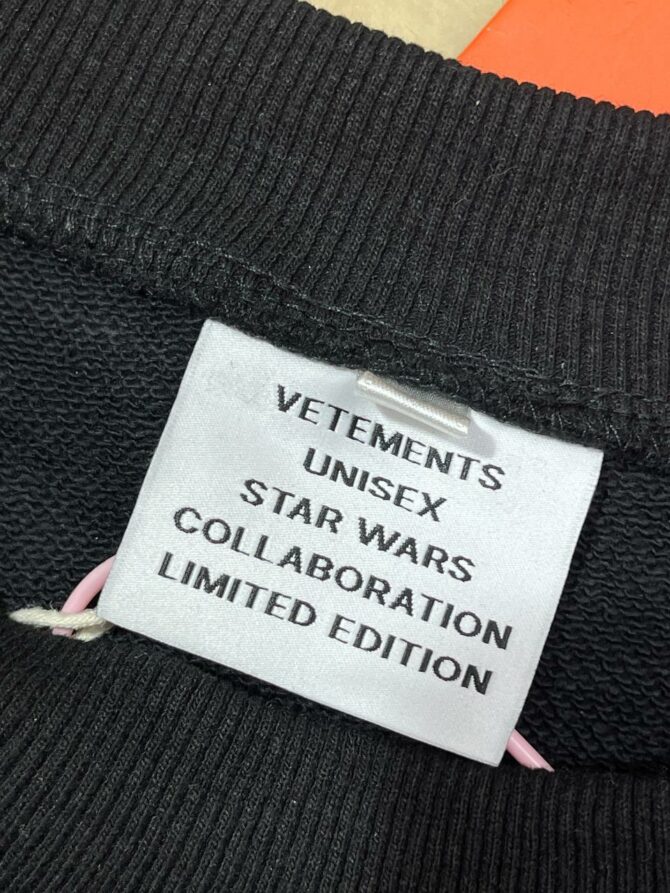 VETEMENTS
UNISEX
STAR WARS
COLLABORATION
LIMITED EDITION